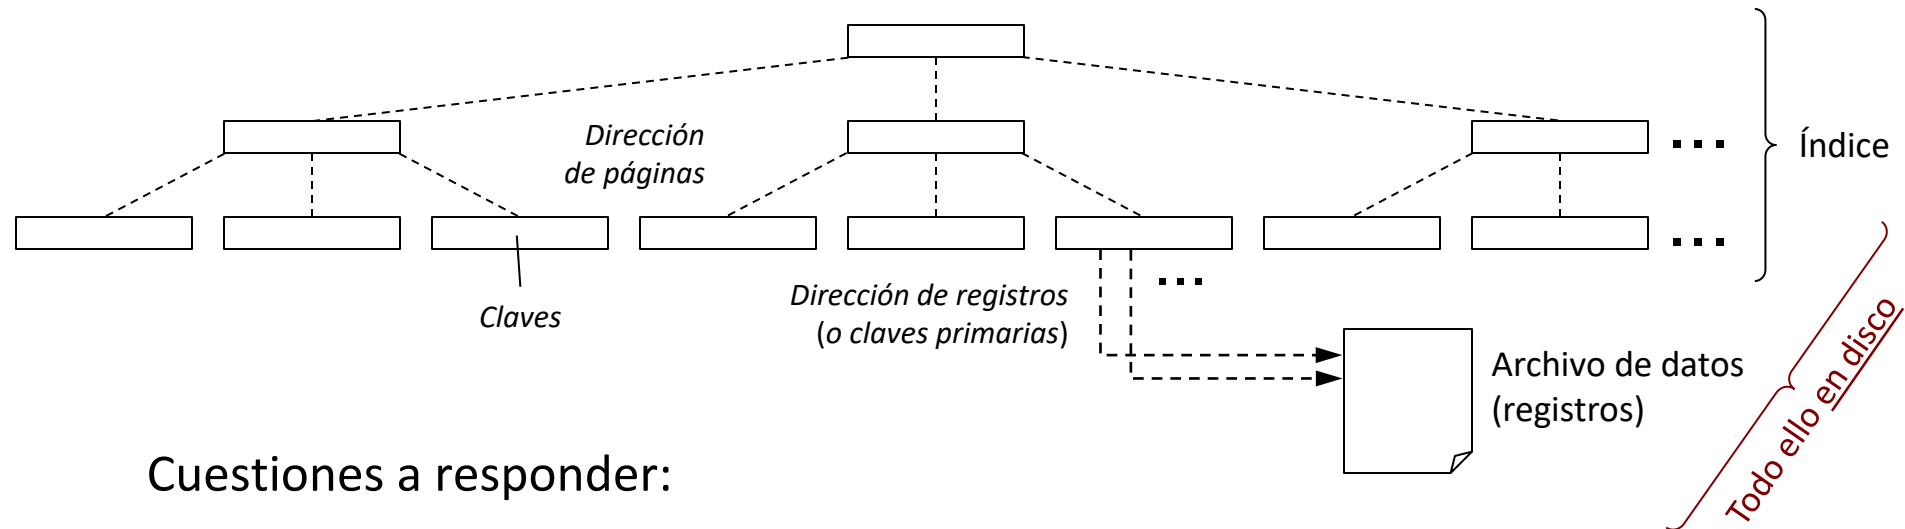 Dirección
de páginas
Índice
Claves
Dirección de registros
(o claves primarias)
Archivo de datos
(registros)
Todo ello en disco
Cuestiones a responder: